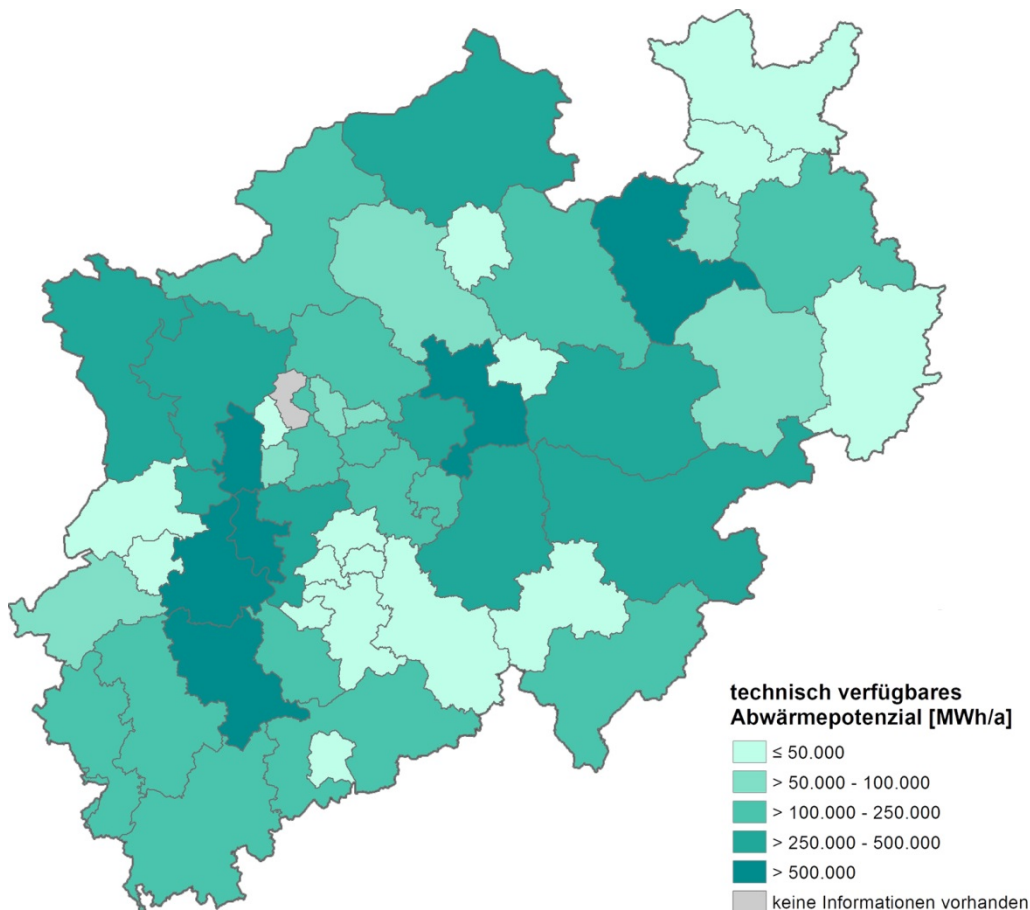 technisch verfügbares
Abwärmepotenzial [MWh/a]
≤ 50.000
> 50.000 - 100.000
> 100.000 - 250.000
> 250.000 - 500.000
> 500.000
keine Informationen vorhanden